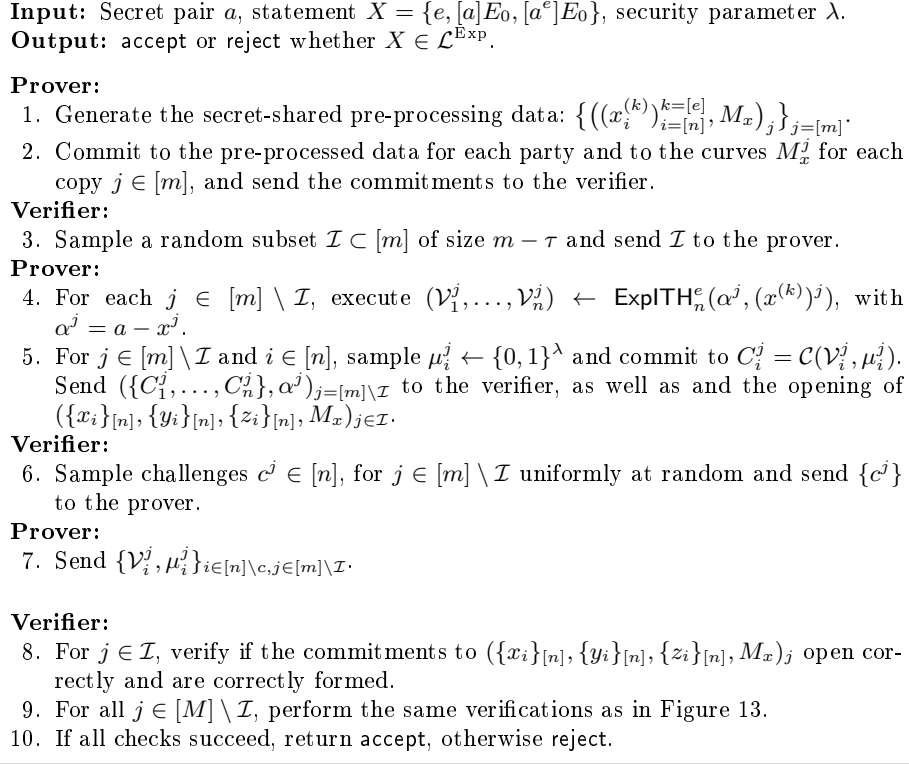 Input: Secret pair a, statement X = {e, [a]E₀, [aᵉ]E₀}, security parameter λ.
Output: accept or reject whether X ∈ 𝓛^Exp.
Prover:
1. Generate the secret-shared pre-processing data: {((x_i^{(k)})_{i=[n]}^{k=[e]}, M_x)_j}_{j=[m]}.
2. Commit to the pre-processed data for each party and to the curves M_x^j for each
copy j ∈ [m], and send the commitments to the verifier.
Verifier:
3. Sample a random subset 𝓘 ⊂ [m] of size m − τ and send 𝓘 to the prover.
Prover:
4. For each j ∈ [m] \ 𝓘, execute (𝒱_1^j, . . . , 𝒱_n^j) ← ExpITH_n^e(α^j, (x^{(k)})^j), with
α^j = a − x^j.
5. For j ∈ [m] \ 𝓘 and i ∈ [n], sample μ_i^j ← {0, 1}^λ and commit to C_i^j = 𝒞(𝒱_i^j, μ_i^j).
Send ({C_1^j, . . . , C_n^j}, α^j)_{j=[m]\𝓘} to the verifier, as well as and the opening of
({x_i}_{[n]}, {y_i}_{[n]}, {z_i}_{[n]}, M_x)_{j∈𝓘}.
Verifier:
6. Sample challenges c^j ∈ [n], for j ∈ [m] \ 𝓘 uniformly at random and send {c^j}
to the prover.
Prover:
7. Send {𝒱_i^j, μ_i^j}_{i∈[n]\c, j∈[m]\𝓘}.
Verifier:
8. For j ∈ 𝓘, verify if the commitments to ({x_i}_{[n]}, {y_i}_{[n]}, {z_i}_{[n]}, M_x)_j open cor-
rectly and are correctly formed.
9. For all j ∈ [M] \ 𝓘, perform the same verifications as in Figure 13.
10. If all checks succeed, return accept, otherwise reject.